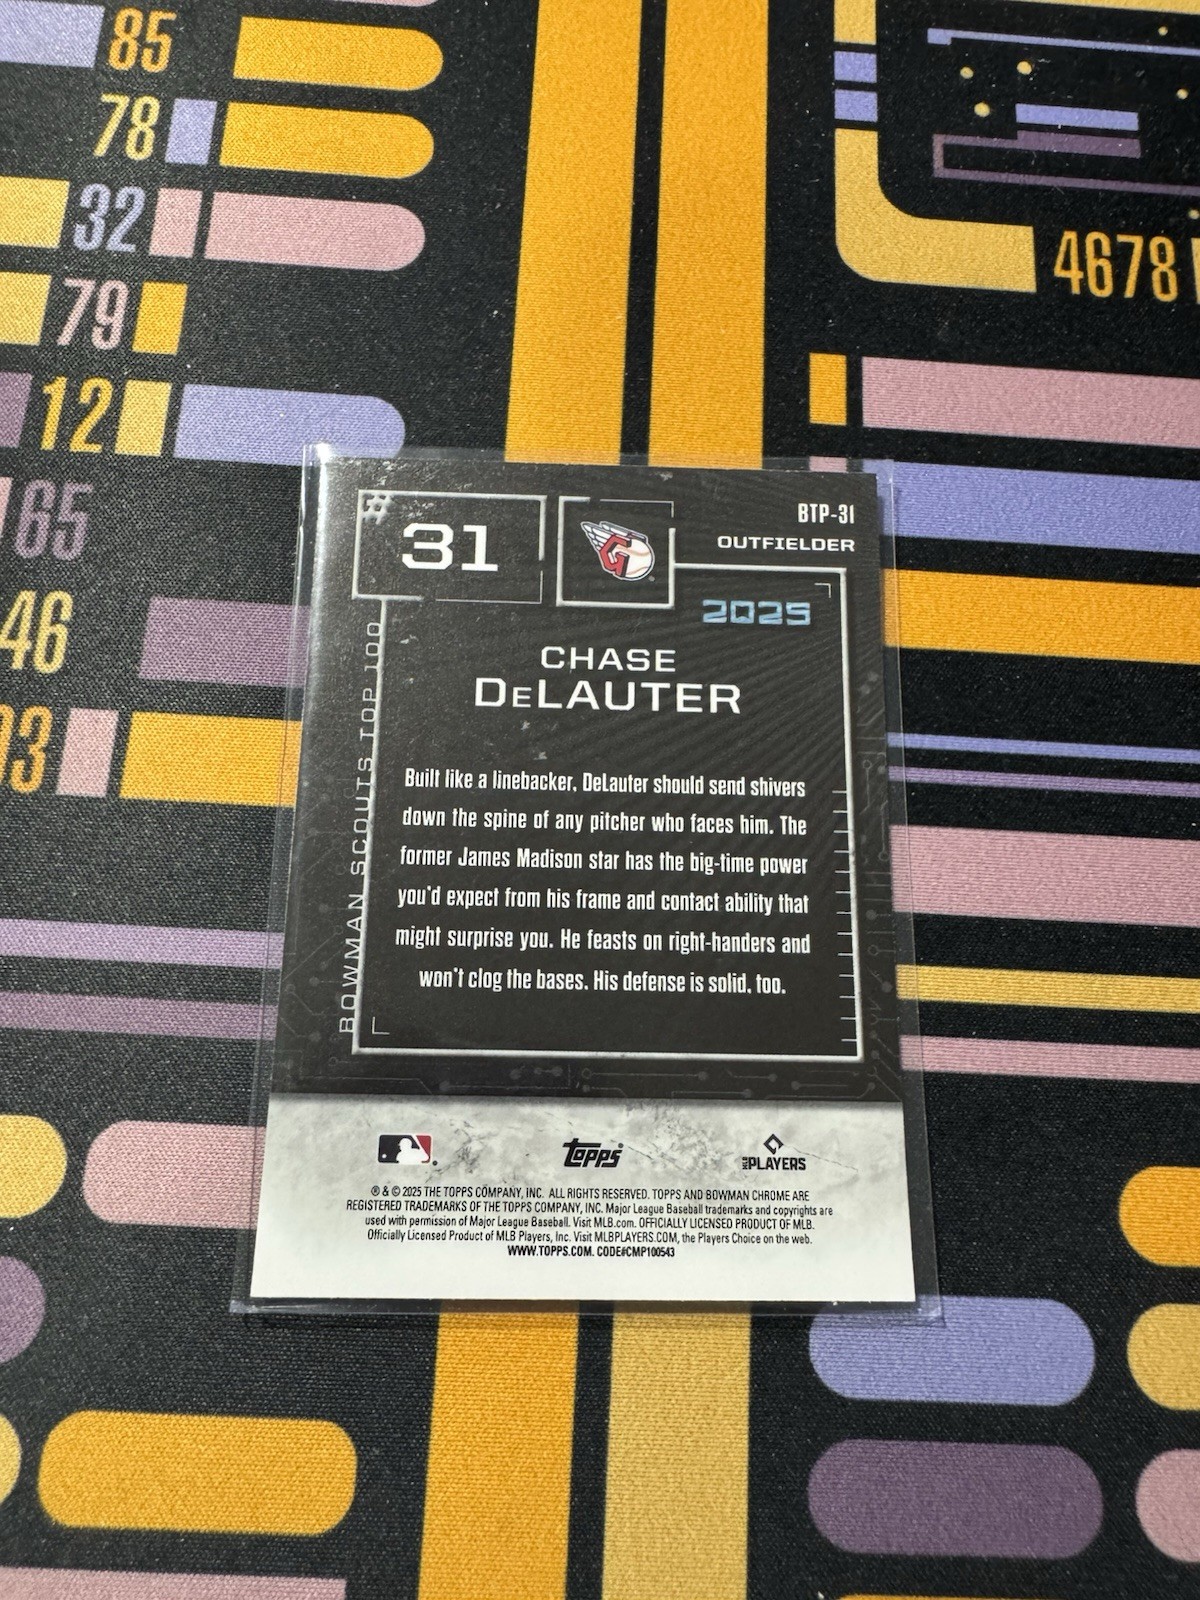 85
78
32
79
12
65
46
4678
# 31
BTP-31
OUTFIELDER
2025
BOWMAN SCOUTS TOP 100
CHASE
DeLAUTER
Built like a linebacker, DeLauter should send shivers
down the spine of any pitcher who faces him. The
former James Madison star has the big-time power
you'd expect from his frame and contact ability that
might surprise you. He feasts on right-handers and
won't clog the bases. His defense is solid, too.
topps
MLB PLAYERS
® & © 2025 THE TOPPS COMPANY, INC. ALL RIGHTS RESERVED. TOPPS AND BOWMAN CHROME ARE
REGISTERED TRADEMARKS OF THE TOPPS COMPANY, INC. Major League Baseball trademarks and copyrights are
used with permission of Major League Baseball. Visit MLB.com. OFFICIALLY LICENSED PRODUCT OF MLB.
Officially Licensed Product of MLB Players, Inc. Visit MLBPLAYERS.COM, the Players Choice on the web.
WWW.TOPPS.COM. CODE#CMP100543